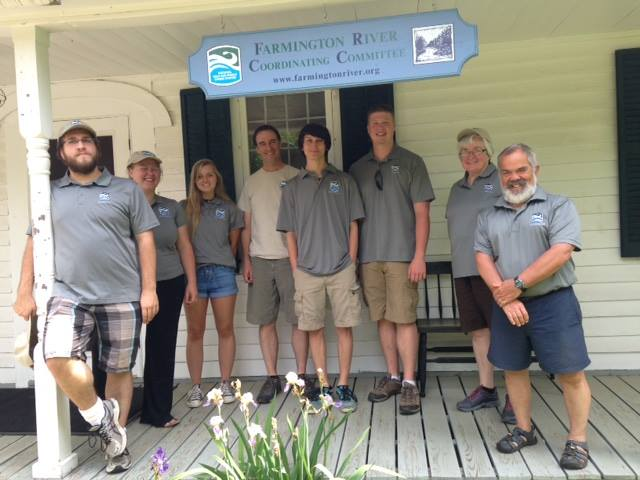 FARMINGTON RIVER
COORDINATING COMMITTEE
www.farmingtonriver.org